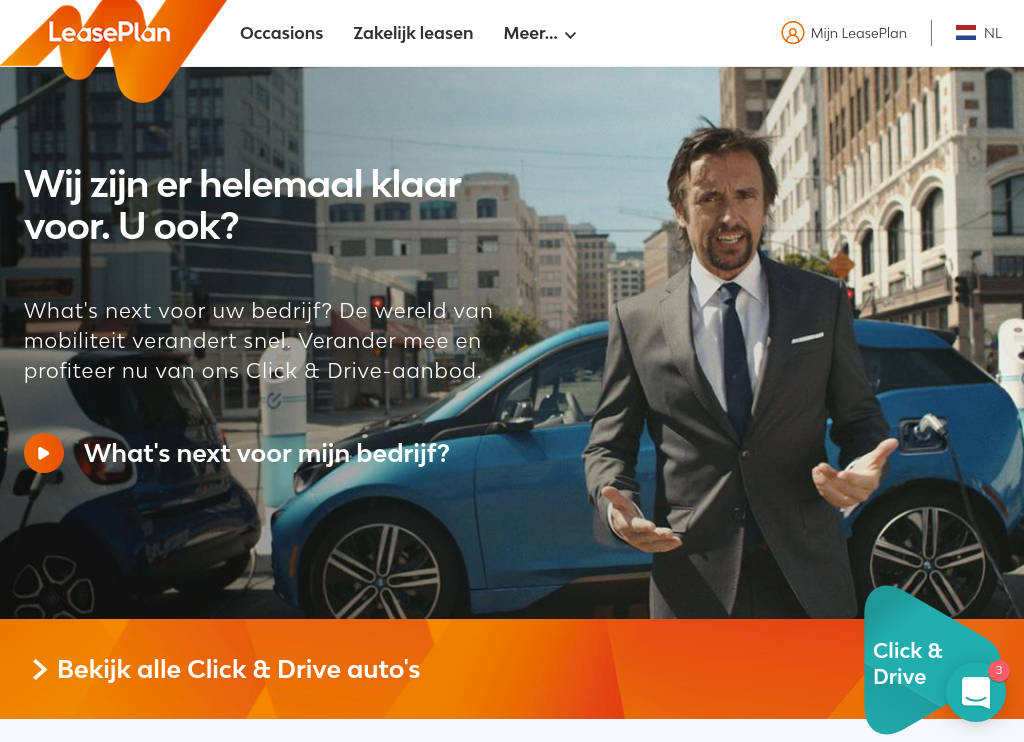 LeasePlan
Occasions
Zakelijk leasen
Meer...
Mijn LeasePlan
NL
Wij zijn er helemaal klaar
voor. U ook?
What's next voor uw bedrijf? De wereld van
mobiliteit verandert snel. Verander mee en
profiteer nu van ons Click & Drive-aanbod.
What's next voor mijn bedrijf?
Bekijk alle Click & Drive auto's
Click &
Drive
3